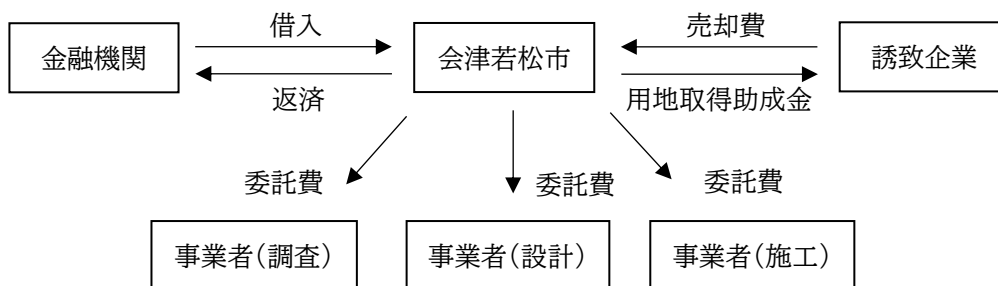 借入
売却費
金融機関
会津若松市
誘致企業
返済
用地取得助成金
委託費
委託費
委託費
事業者(調査)
事業者(設計)
事業者(施工)